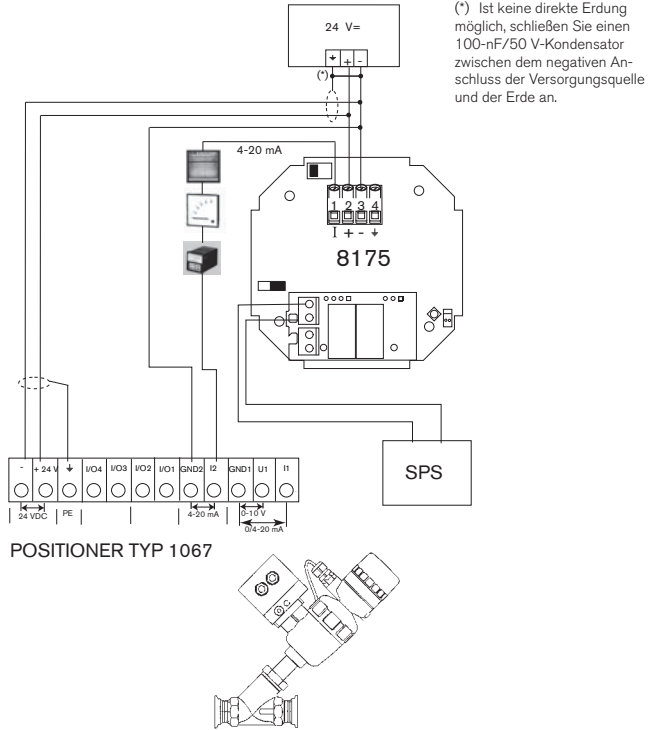 24 V=
+ -
(*)
(*) Ist keine direkte Erdung
möglich, schließen Sie einen
100-nF/50 V-Kondensator
zwischen dem negativen An-
schluss der Versorgungsquelle
und der Erde an.
4-20 mA
1 2 3 4
I + -
8175
SPS
- + 24 V I/O4 I/O3 I/O2 I/O1 GND2 I2 GND1 U1 I1
24 VDC PE 4-20 mA 0-10 V
0/4-20 mA
POSITIONER TYP 1067
C